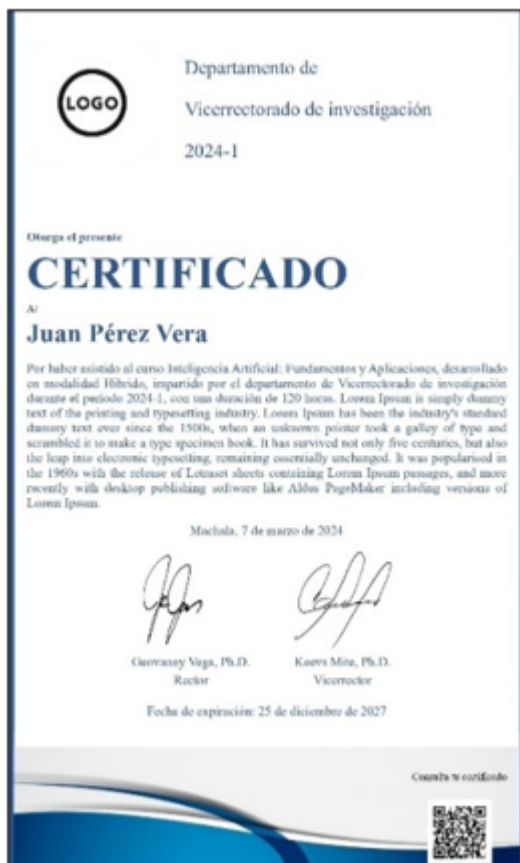 LOGO
Departamento de
Vicerrectorado de investigación
2024-1
Otorga el presente
CERTIFICADO
A:
Juan Pérez Vera
Por haber asistido al curso Inteligencia Artificial: Fundamentos y Aplicaciones, desarrollado
en modalidad Híbrido, impartido por el departamento de Vicerrectorado de investigación
durante el periodo 2024-1, con una duración de 120 horas. Lorem Ipsum is simply dummy
text of the printing and typesetting industry. Lorem Ipsum has been the industry's standard
dummy text ever since the 1500s, when an unknown printer took a galley of type and
scrambled it to make a type specimen book. It has survived not only five centuries, but also
the leap into electronic typesetting, remaining essentially unchanged. It was popularised in
the 1960s with the release of Letraset sheets containing Lorem Ipsum passages, and more
recently with desktop publishing software like Aldus PageMaker including versions of
Lorem Ipsum.
Machala, 7 de marzo de 2024
Geovanny Vega, Ph.D.
Rector
Mite, Ph.D.
Vicerrector
Fecha de expiración: 25 de diciembre de 2027
Consulta tu certificado